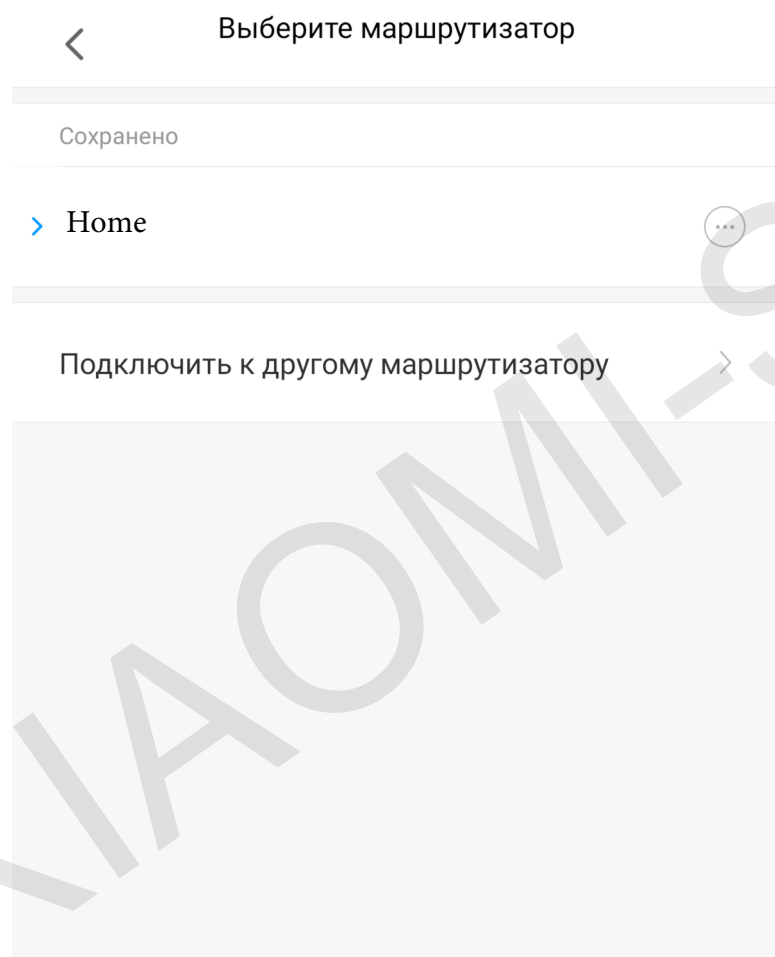 Выберите маршрутизатор
Сохранено
Home
Подключить к другому маршрутизатору
XIAOMI-S